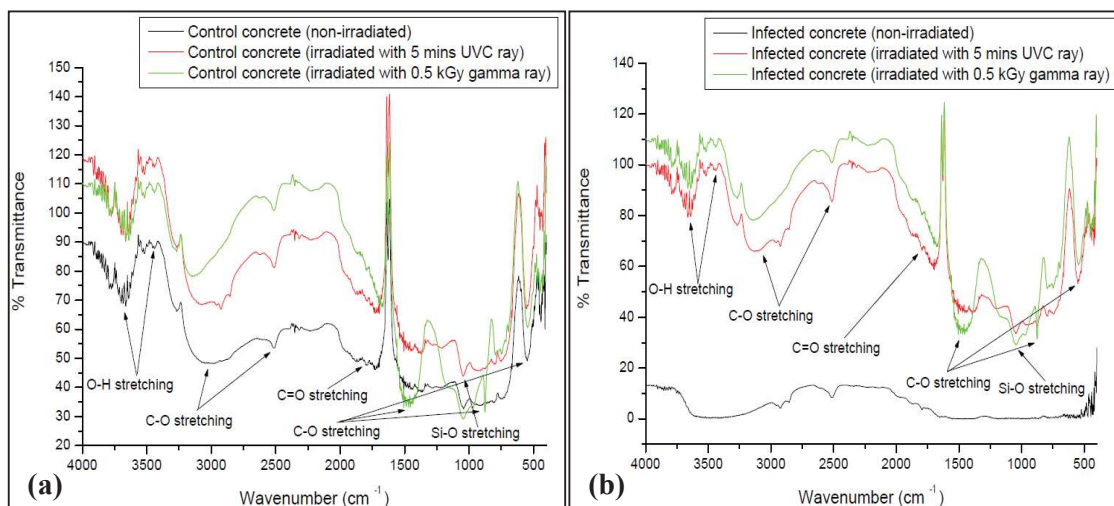 Control concrete (non-irradiated)
Control concrete (irradiated with 5 mins UVC ray)
Control concrete (irradiated with 0.5 kGy gamma ray)
% Transmittance
150
140
130
120
110
100
90
80
70
60
50
40
30
20
O-H stretching
C-O stretching
C=O stretching
C-O stretching
Si-O stretching
4000 3500 3000 2500 2000 1500 1000 500
Wavenumber (cm -1)
(a)
Infected concrete (non-irradiated)
Infected concrete (irradiated with 5 mins UVC ray)
Infected concrete (irradiated with 0.5 kGy gamma ray)
% Transmittance
140
120
100
80
60
40
20
0
O-H stretching
C-O stretching
C=O stretching
C-O stretching
Si-O stretching
4000 3500 3000 2500 2000 1500 1000 500
Wavenumber (cm -1)
(b)